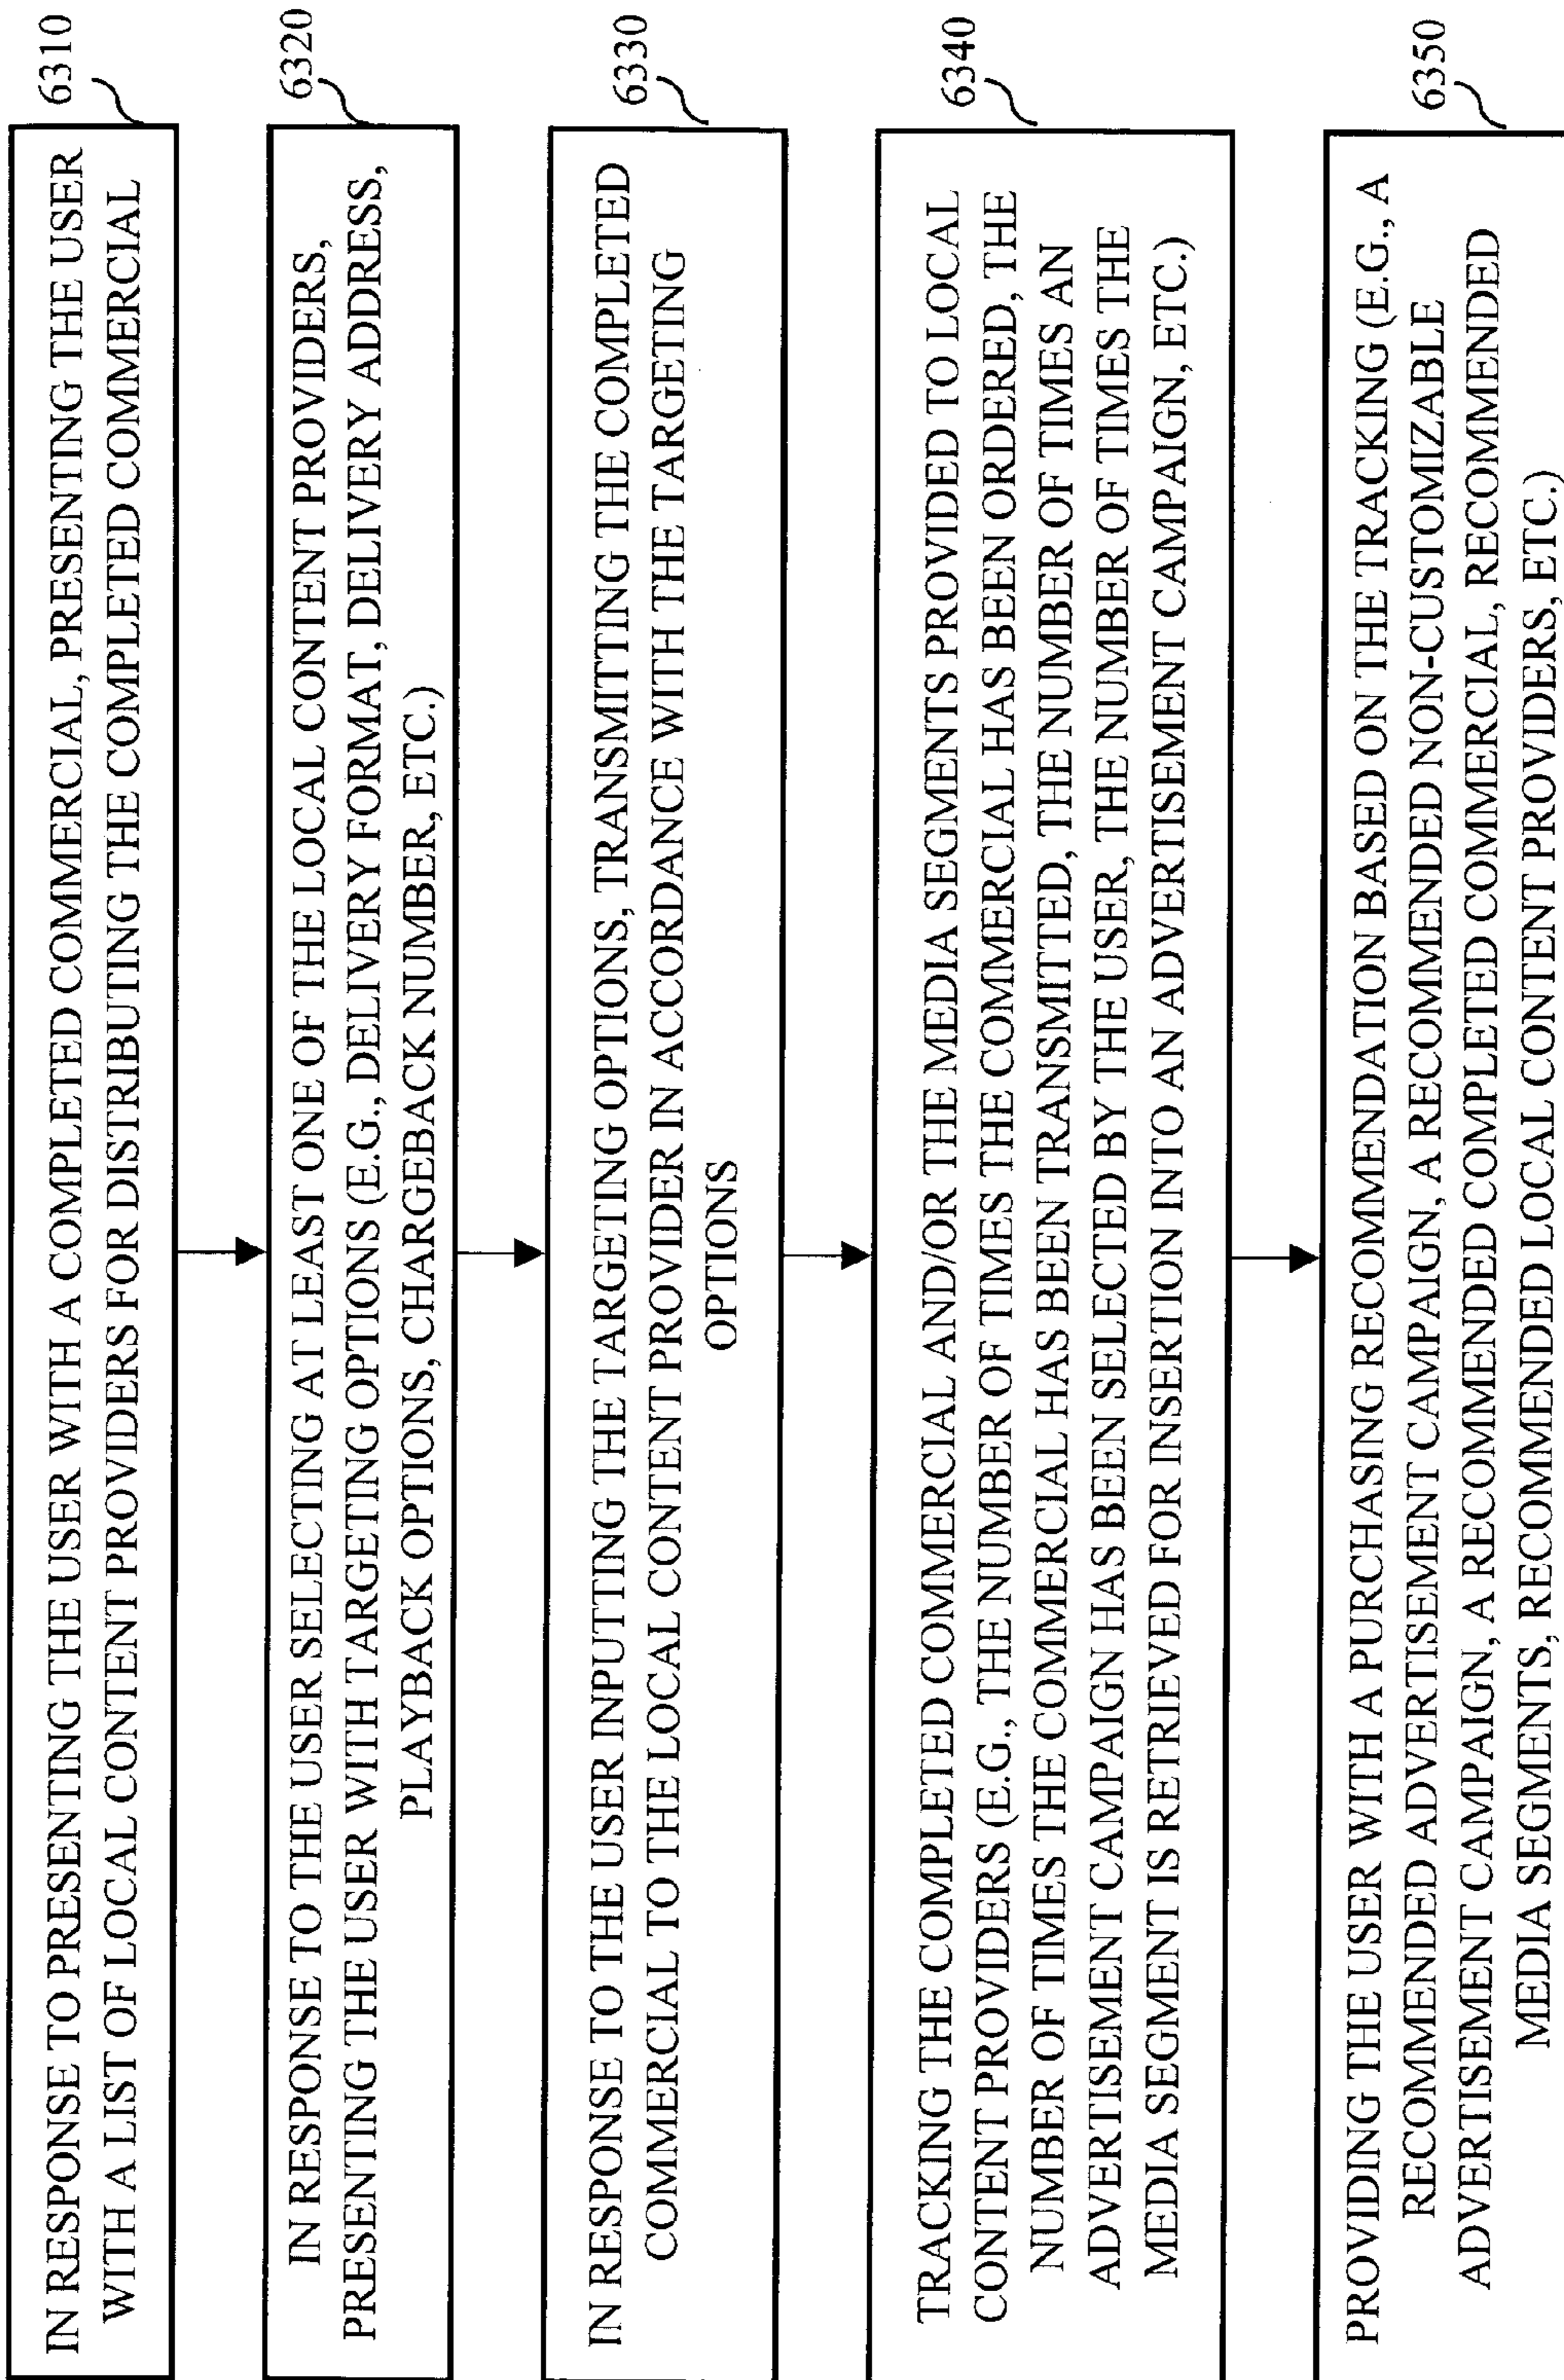 6310
IN RESPONSE TO PRESENTING THE USER WITH A COMPLETED COMMERCIAL, PRESENTING THE USER
WITH A LIST OF LOCAL CONTENT PROVIDERS FOR DISTRIBUTING THE COMPLETED COMMERCIAL
6320
IN RESPONSE TO THE USER SELECTING AT LEAST ONE OF THE LOCAL CONTENT PROVIDERS,
PRESENTING THE USER WITH TARGETING OPTIONS (E.G., DELIVERY FORMAT, DELIVERY ADDRESS,
PLAYBACK OPTIONS, CHARGEBACK NUMBER, ETC.)
6330
IN RESPONSE TO THE USER INPUTTING THE TARGETING OPTIONS, TRANSMITTING THE COMPLETED
COMMERCIAL TO THE LOCAL CONTENT PROVIDER IN ACCORDANCE WITH THE TARGETING
OPTIONS
6340
TRACKING THE COMPLETED COMMERCIAL AND/OR THE MEDIA SEGMENTS PROVIDED TO LOCAL
CONTENT PROVIDERS (E.G., THE NUMBER OF TIMES THE COMMERCIAL HAS BEEN ORDERED, THE
NUMBER OF TIMES THE COMMERCIAL HAS BEEN TRANSMITTED, THE NUMBER OF TIMES AN
ADVERTISEMENT CAMPAIGN HAS BEEN SELECTED BY THE USER, THE NUMBER OF TIMES THE
MEDIA SEGMENT IS RETRIEVED FOR INSERTION INTO AN ADVERTISEMENT CAMPAIGN, ETC.)
6350
PROVIDING THE USER WITH A PURCHASING RECOMMENDATION BASED ON THE TRACKING (E.G., A
RECOMMENDED ADVERTISEMENT CAMPAIGN, A RECOMMENDED NON-CUSTOMIZABLE
ADVERTISEMENT CAMPAIGN, A RECOMMENDED COMPLETED COMMERCIAL, RECOMMENDED
MEDIA SEGMENTS, RECOMMENDED LOCAL CONTENT PROVIDERS, ETC.)